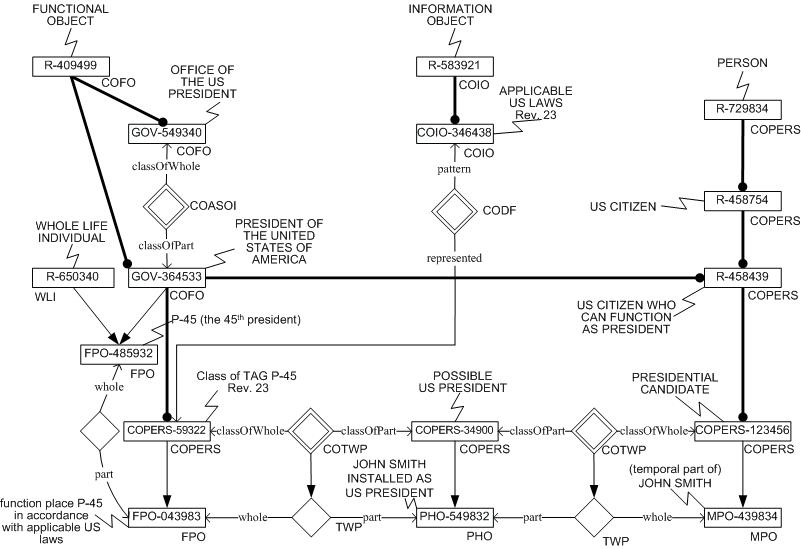 FUNCTIONAL
OBJECT
R-409499
COFO
OFFICE OF
THE US
PRESIDENT
GOV-549340
COFO
classOfWhole
COASOI
classOfPart
PRESIDENT OF
THE UNITED
STATES OF
AMERICA
GOV-364533
COFO
WHOLE LIFE
INDIVIDUAL
R-650340
WLI
P-45 (the 45th president)
FPO-485932
FPO
whole
part
INFORMATION
OBJECT
R-583921
COIO
APPLICABLE
US LAWS
Rev. 23
COIO-346438
COIO
pattern
CODF
represented
PERSON
R-729834
COPERS
US CITIZEN
R-458754
COPERS
R-458439
COPERS
US CITIZEN WHO
CAN FUNCTION
AS PRESIDENT
Class of TAG P-45
Rev. 23
COPERS-59322
COPERS
classOfWhole
classOfPart
COTWP
POSSIBLE
US PRESIDENT
COPERS-34900
COPERS
classOfPart
classOfWhole
COTWP
PRESIDENTIAL
CANDIDATE
COPERS-123456
COPERS
function place P-45
in accordance
with applicable US
laws
FPO-043983
FPO
whole
part
TWP
JOHN SMITH
INSTALLED AS
US PRESIDENT
PHO-549832
PHO
part
whole
TWP
(temporal part of)
JOHN SMITH
MPO-439834
MPO